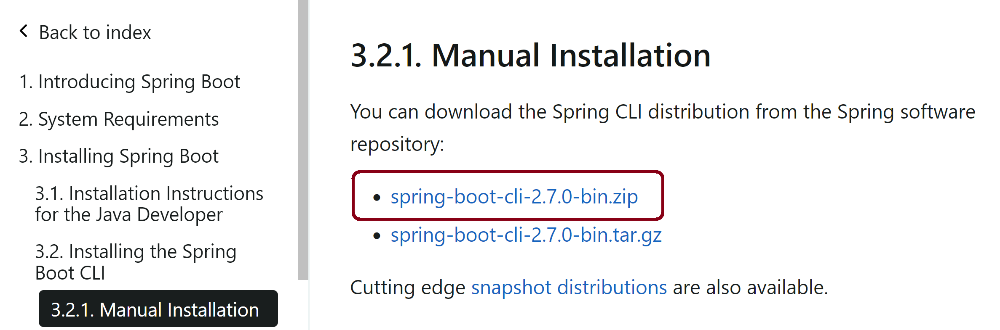 Back to index
1. Introducing Spring Boot
2. System Requirements
3. Installing Spring Boot
3.1. Installation Instructions
for the Java Developer
3.2. Installing the Spring
Boot CLI
3.2.1. Manual Installation
3.2.1. Manual Installation
You can download the Spring CLI distribution from the Spring software
repository:
• spring-boot-cli-2.7.0-bin.zip
• spring-boot-cli-2.7.0-bin.tar.gz
Cutting edge snapshot distributions are also available.